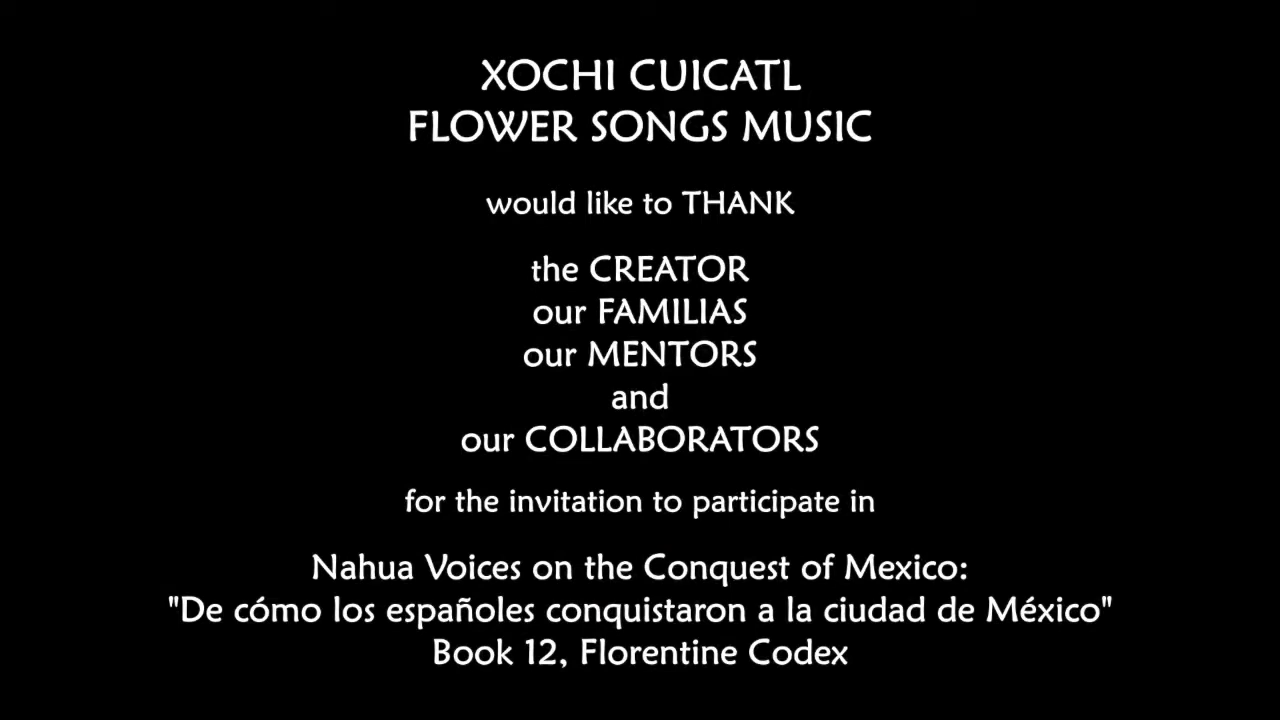 XOCHI CUICATL
FLOWER SONGS MUSIC
would like to THANK
the CREATOR
our FAMILIAS
our MENTORS
and
our COLLABORATORS
for the invitation to participate in
Nahua Voices on the Conquest of Mexico:
"De cómo los españoles conquistaron a la ciudad de México"
Book 12, Florentine Codex